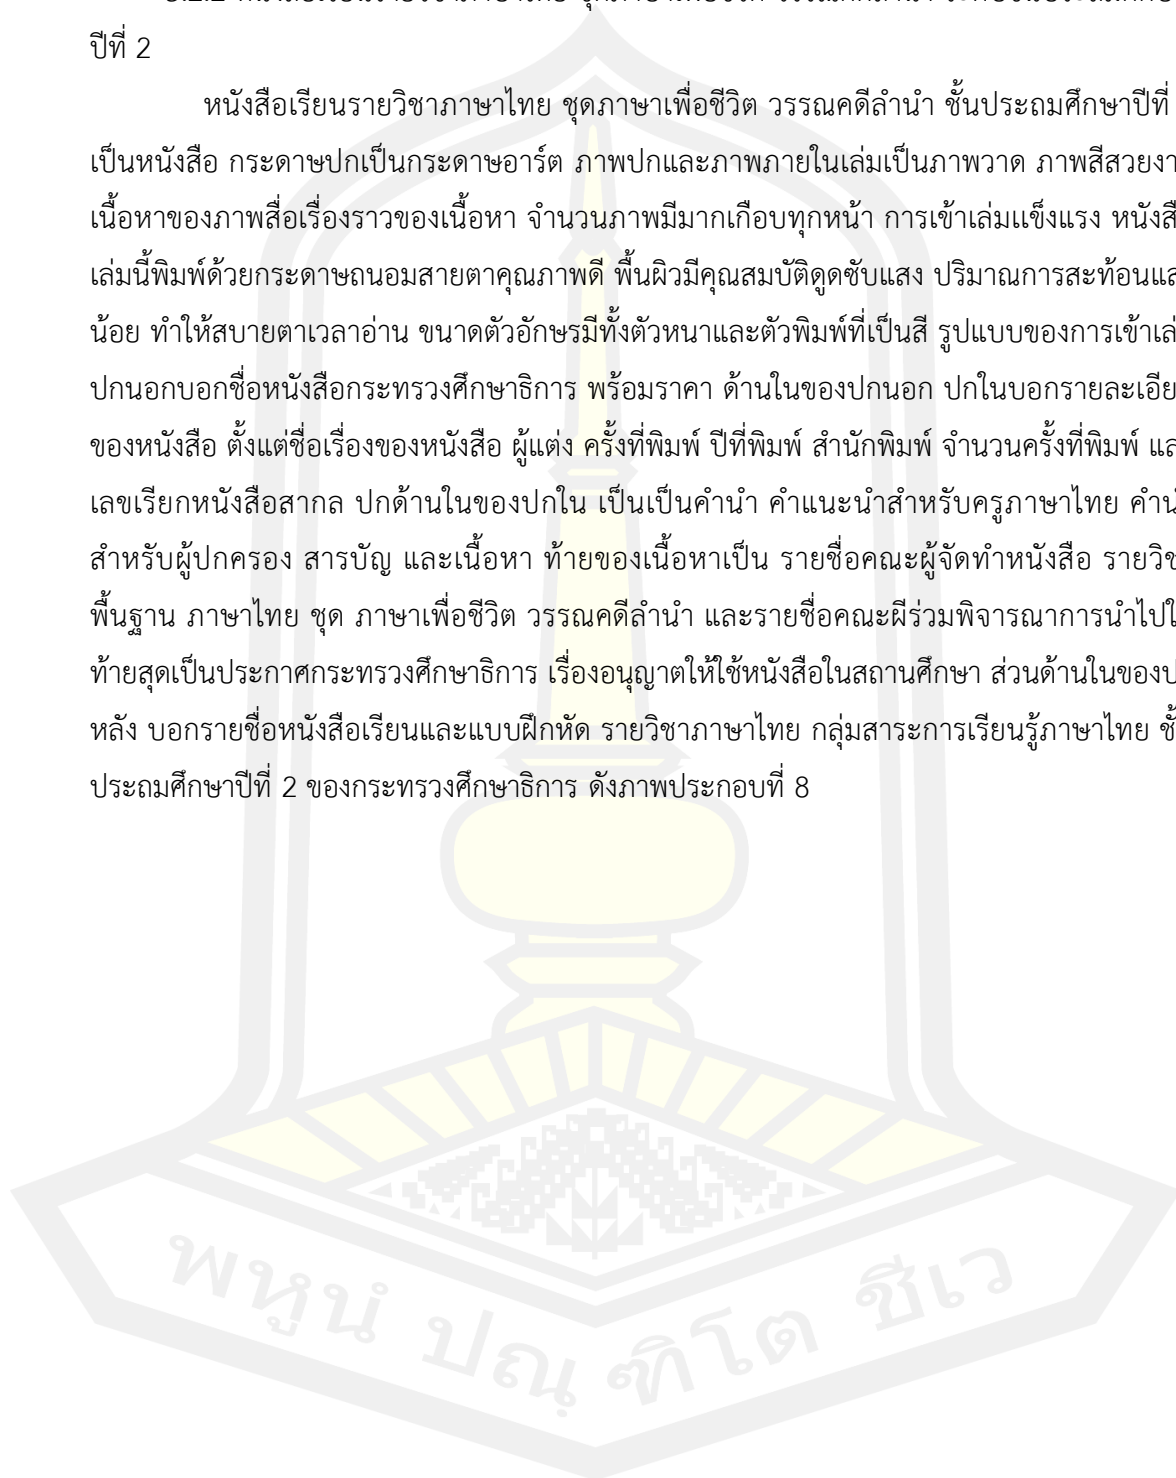 ปีที่ 2
หนังสือเรียนรายวิชาภาษาไทย ชุดภาษาเพื่อชีวิต วรรณคดีลำนำ ชั้นประถมศึกษาปีที่
เป็นหนังสือ กระดาษปกเป็นกระดาษอาร์ต ภาพปกและภาพภายในเล่มเป็นภาพวาด ภาพสีสวยงา
เนื้อหาของภาพสื่อเรื่องราวของเนื้อหา จำนวนภาพมีมากเกือบทุกหน้า การเข้าเล่มแข็งแรง หนังสื
เล่มนี้พิมพ์ด้วยกระดาษถนอมสายตาคุณภาพดี พื้นผิวมีคุณสมบัติดูดซับแสง ปริมาณการสะท้อนแส
น้อย ทำให้สบายตาเวลาอ่าน ขนาดตัวอักษรมีทั้งตัวหนาและตัวพิมพ์ที่เป็นสี รูปแบบของการเข้าเล่
ปกนอกบอกชื่อหนังสือกระทรวงศึกษาธิการ พร้อมราคา ด้านในของปกนอก ปกในบอกรายละเอีย
ของหนังสือ ตั้งแต่ชื่อเรื่องของหนังสือ ผู้แต่ง ครั้งที่พิมพ์ ปีที่พิมพ์ สำนักพิมพ์ จำนวนครั้งที่พิมพ์ และ
เลขเรียกหนังสือสากล ปกด้านในของปกใน เป็นเป็นคำนำ คำแนะนำสำหรับครูภาษาไทย คำน
สำหรับผู้ปกครอง สารบัญ และเนื้อหา ท้ายของเนื้อหาเป็น รายชื่อคณะผู้จัดทำหนังสือ รายวิช
พื้นฐาน ภาษาไทย ชุด ภาษาเพื่อชีวิต วรรณคดีลำนำ และรายชื่อคณะผีร่วมพิจารณาการนำไปใ
ท้ายสุดเป็นประกาศกระทรวงศึกษาธิการ เรื่องอนุญาตให้ใช้หนังสือในสถานศึกษา ส่วนด้านในของป
หลัง บอกรายชื่อหนังสือเรียนและแบบฝึกหัด รายวิชาภาษาไทย กลุ่มสาระการเรียนรู้ภาษาไทย ชั้
ประถมศึกษาปีที่ 2 ของกระทรวงศึกษาธิการ ดังภาพประกอบที่ 8
พหูนํ ปณฺฑิโต ชีเว